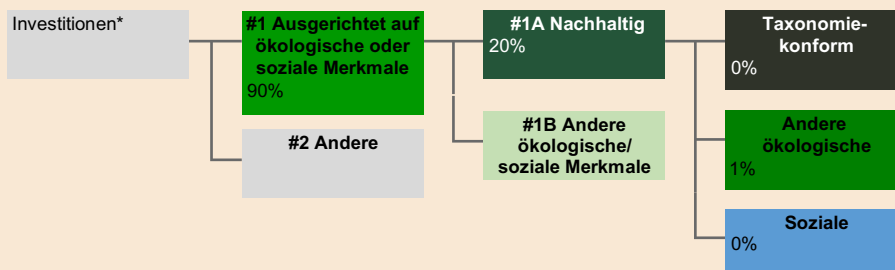 Investitionen*
#1 Ausgerichtet auf
ökologische oder
soziale Merkmale
90%
#2 Andere
#1A Nachhaltig
20%
#1B Andere
ökologische/
soziale Merkmale
Taxonomie-
konform
0%
Andere
ökologische
1%
Soziale
0%